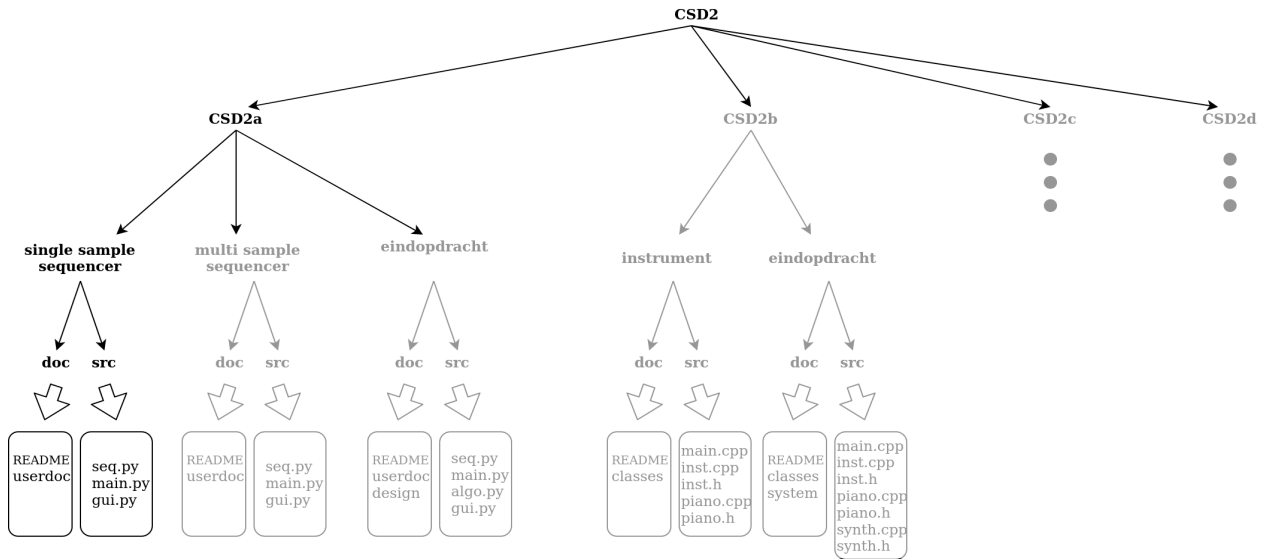 CSD2
CSD2a
CSD2b
CSD2c
CSD2d
single sample
sequencer
multi sample
sequencer
eindopdracht
instrument
eindopdracht
doc
src
doc
src
doc
src
doc
src
doc
src
README
userdoc
seq.py
main.py
gui.py
README
userdoc
seq.py
main.py
gui.py
README
userdoc
design
seq.py
main.py
algo.py
gui.py
README
classes
main.cpp
inst.cpp
inst.h
piano.cpp
piano.h
README
classes
system
main.cpp
inst.cpp
inst.h
piano.cpp
piano.h
synth.cpp
synth.h